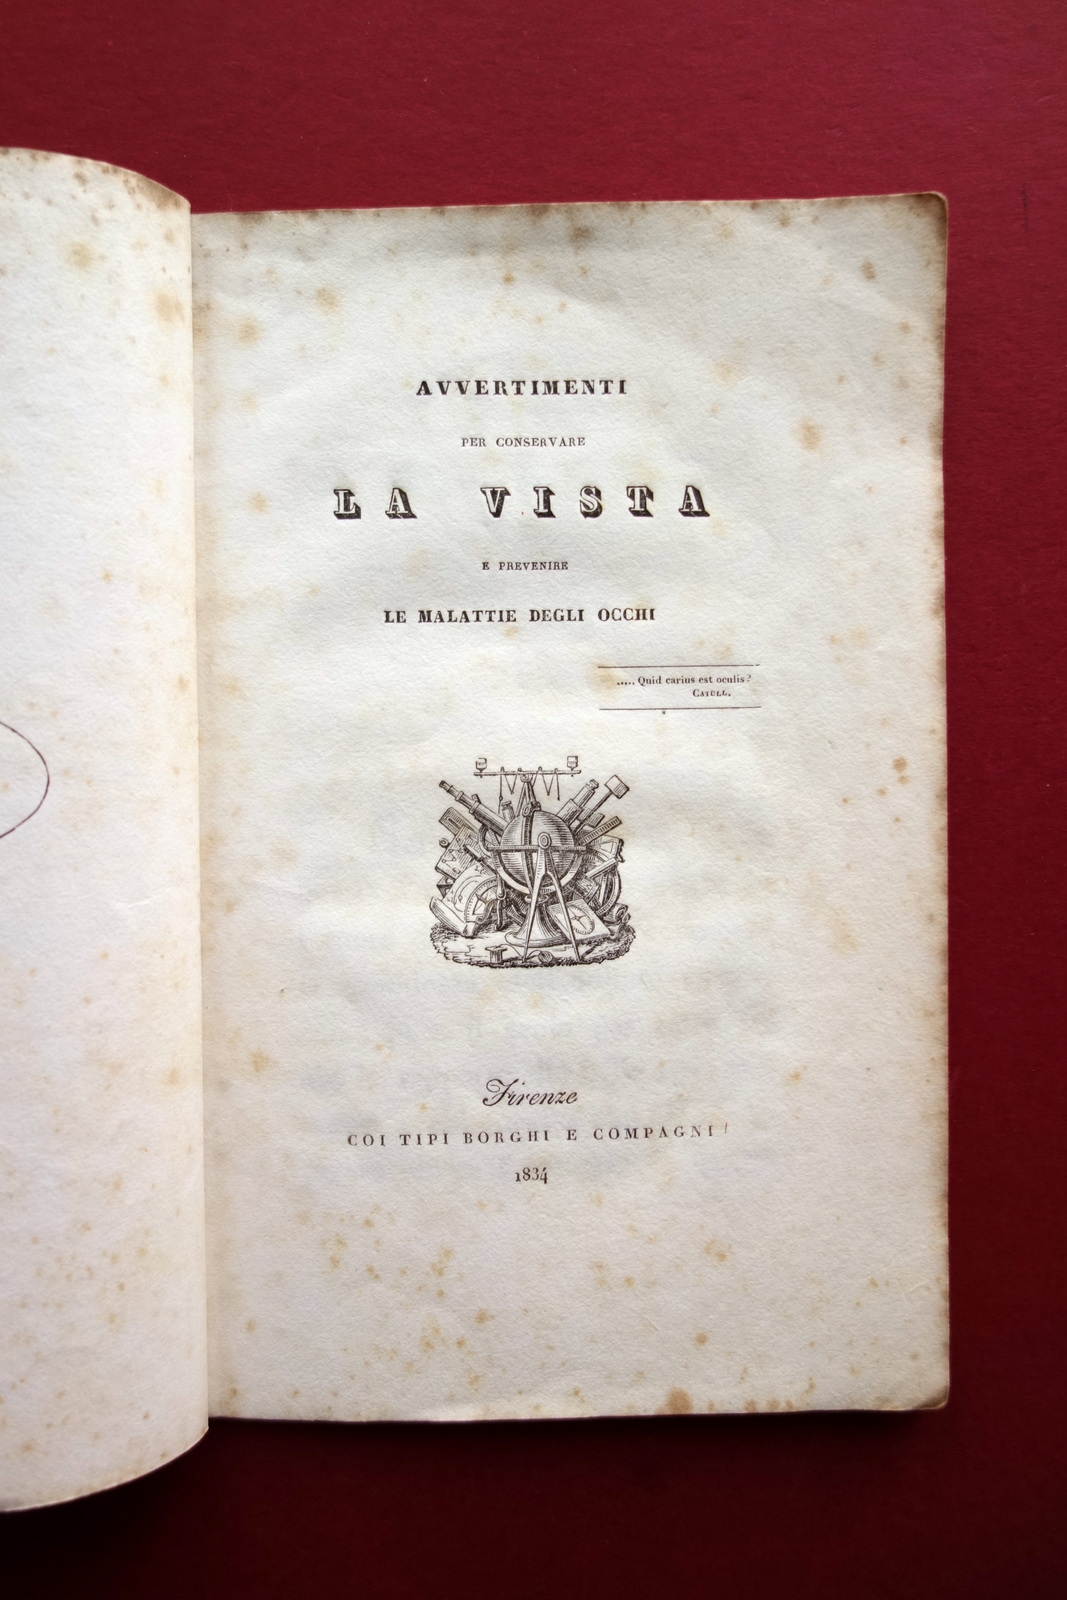 AVVERTIMENTI
PER CONSERVARE
LA VISTA
E PREVENIRE
LE MALATTIE DEGLI OCCHI
..... Quid carius est oculis?
CATULL.
Firenze
COI TIPI BORGHI E COMPAGNI
1834